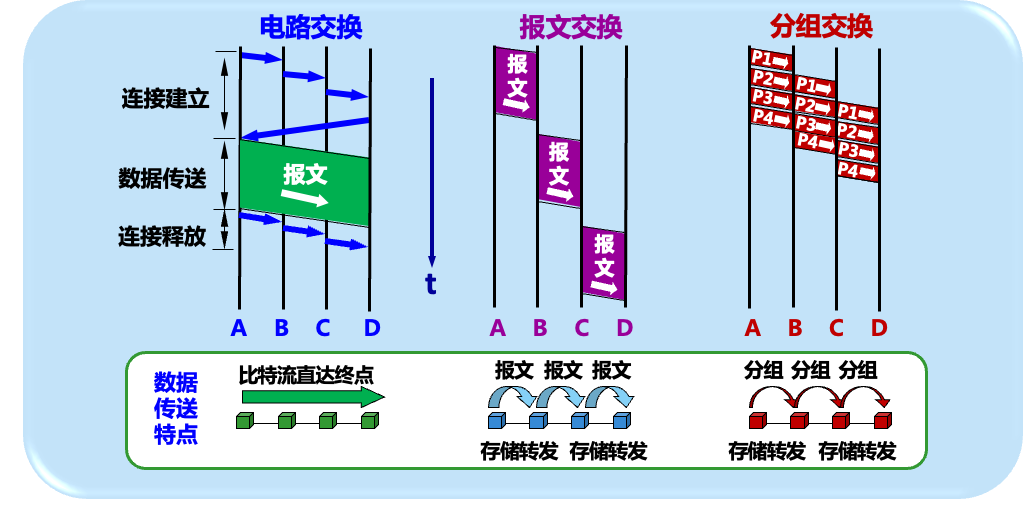 电路交换
报文交换
分组交换
连接建立
数据传送
连接释放
报文
t
报文
报文
报文
P1
P2
P3
P4
P1
P2
P3
P4
P1
P2
P3
P4
A B C D
A B C D
A B C D
数据
传送
特点
比特流直达终点
报文 报文 报文
存储转发 存储转发
分组 分组 分组
存储转发 存储转发